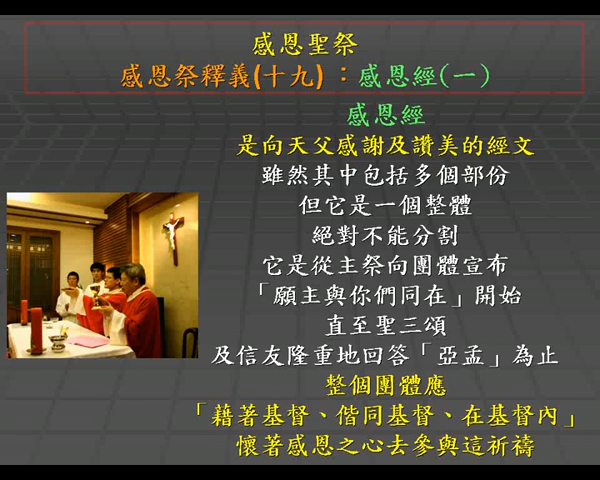 感恩聖祭
感恩祭釋義(十九)：感恩經(一)
感恩經
是向天父感謝及讚美的經文
雖然其中包括多個部份
但它是一個整體
絕對不能分割
它是從主祭向團體宣布
「願主與你們同在」開始
直至聖三頌
及信友隆重地回答「亞孟」為止
整個團體應
「藉著基督、偕同基督、在基督內」
懷著感恩之心去參與這祈禱